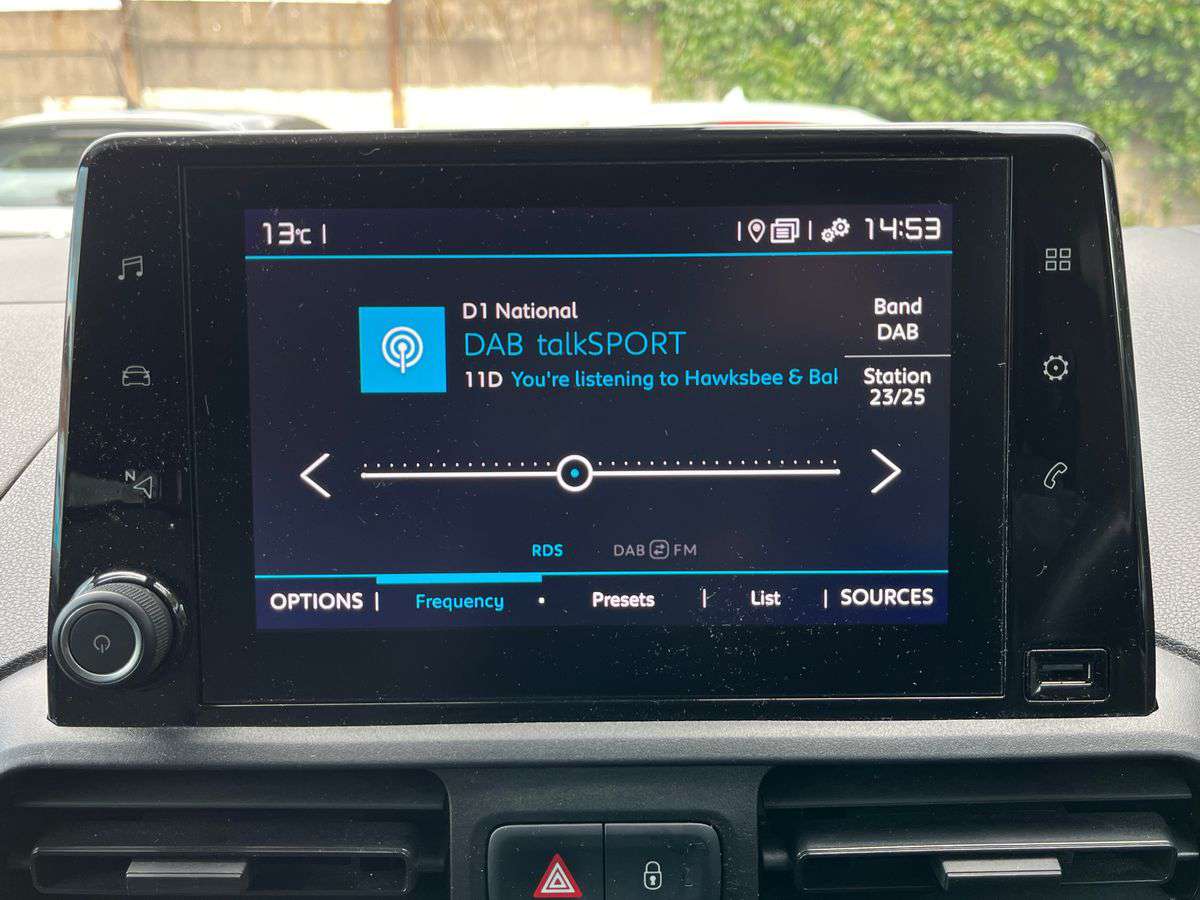 13°C |
14:53
D1 National
DAB talkSPORT
11D You're listening to Hawksbee & Bal
Band
DAB
Station
23/25
N
RDS
DAB FM
OPTIONS | Frequency • Presets | List | SOURCES